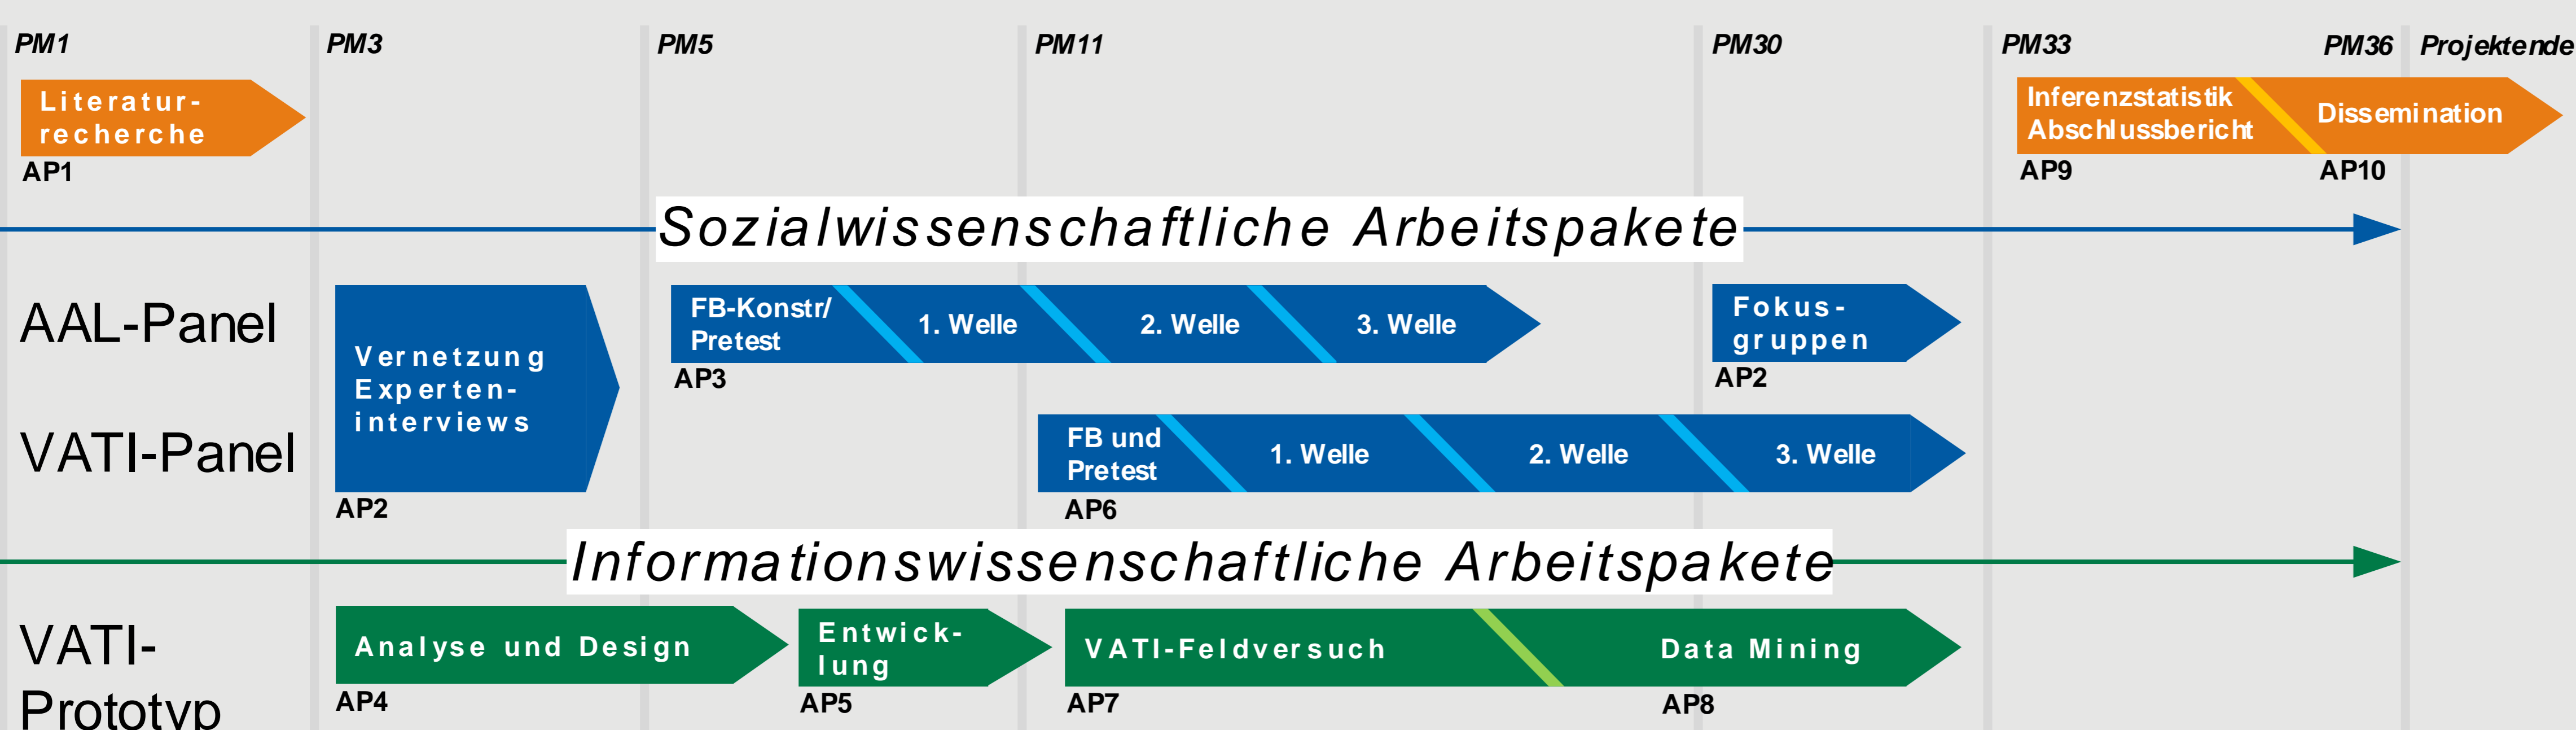 PM1 PM3 PM5 PM11 PM30 PM33 PM36 Projektende
Literatur-
recherche
AP1
Inferenzstatistik
Abschlussbericht
AP9
Dissemination
AP10
Sozialwissenschaftliche Arbeitspakete
AAL-Panel
VATI-Panel
Vernetzung
Experten-
interviews
AP2
FB-Konstr/
Pretest
1. Welle
2. Welle
3. Welle
AP3
Fokus-
gruppen
AP2
FB und
Pretest
1. Welle
2. Welle
3. Welle
AP6
Informationswissenschaftliche Arbeitspakete
VATI-
Prototyp
Analyse und Design
AP4
Entwick-
lung
AP5
VATI-Feldversuch
AP7
Data Mining
AP8